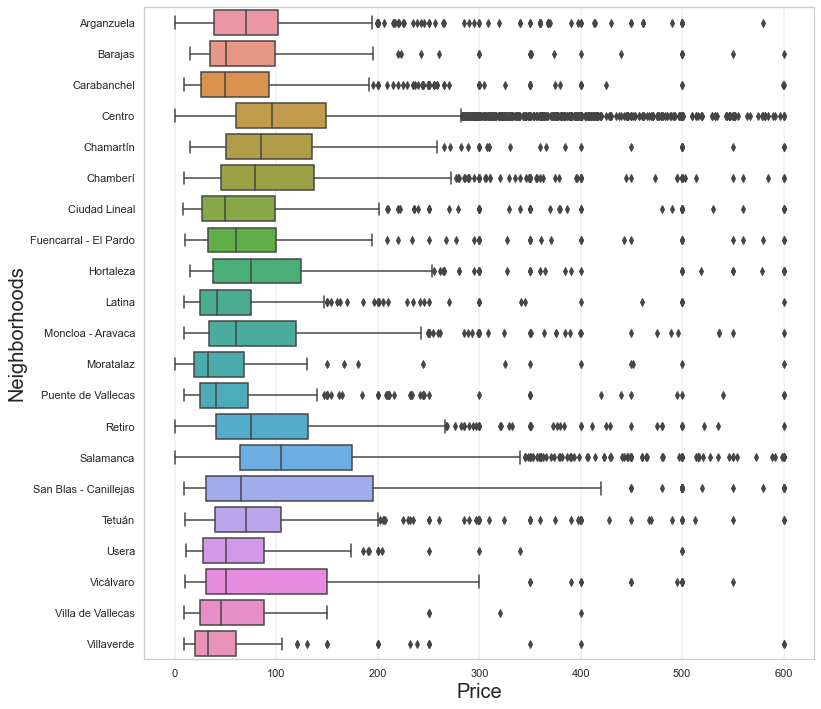 Neighborhoods
Arganzuela
Barajas
Carabanchel
Centro
Chamartín
Chamberí
Ciudad Lineal
Fuencarral - El Pardo
Hortaleza
Latina
Moncloa - Aravaca
Moratalaz
Puente de Vallecas
Retiro
Salamanca
San Blas - Canillejas
Tetuán
Usera
Vicálvaro
Villa de Vallecas
Villaverde
0 100 200 300 400 500 600
Price